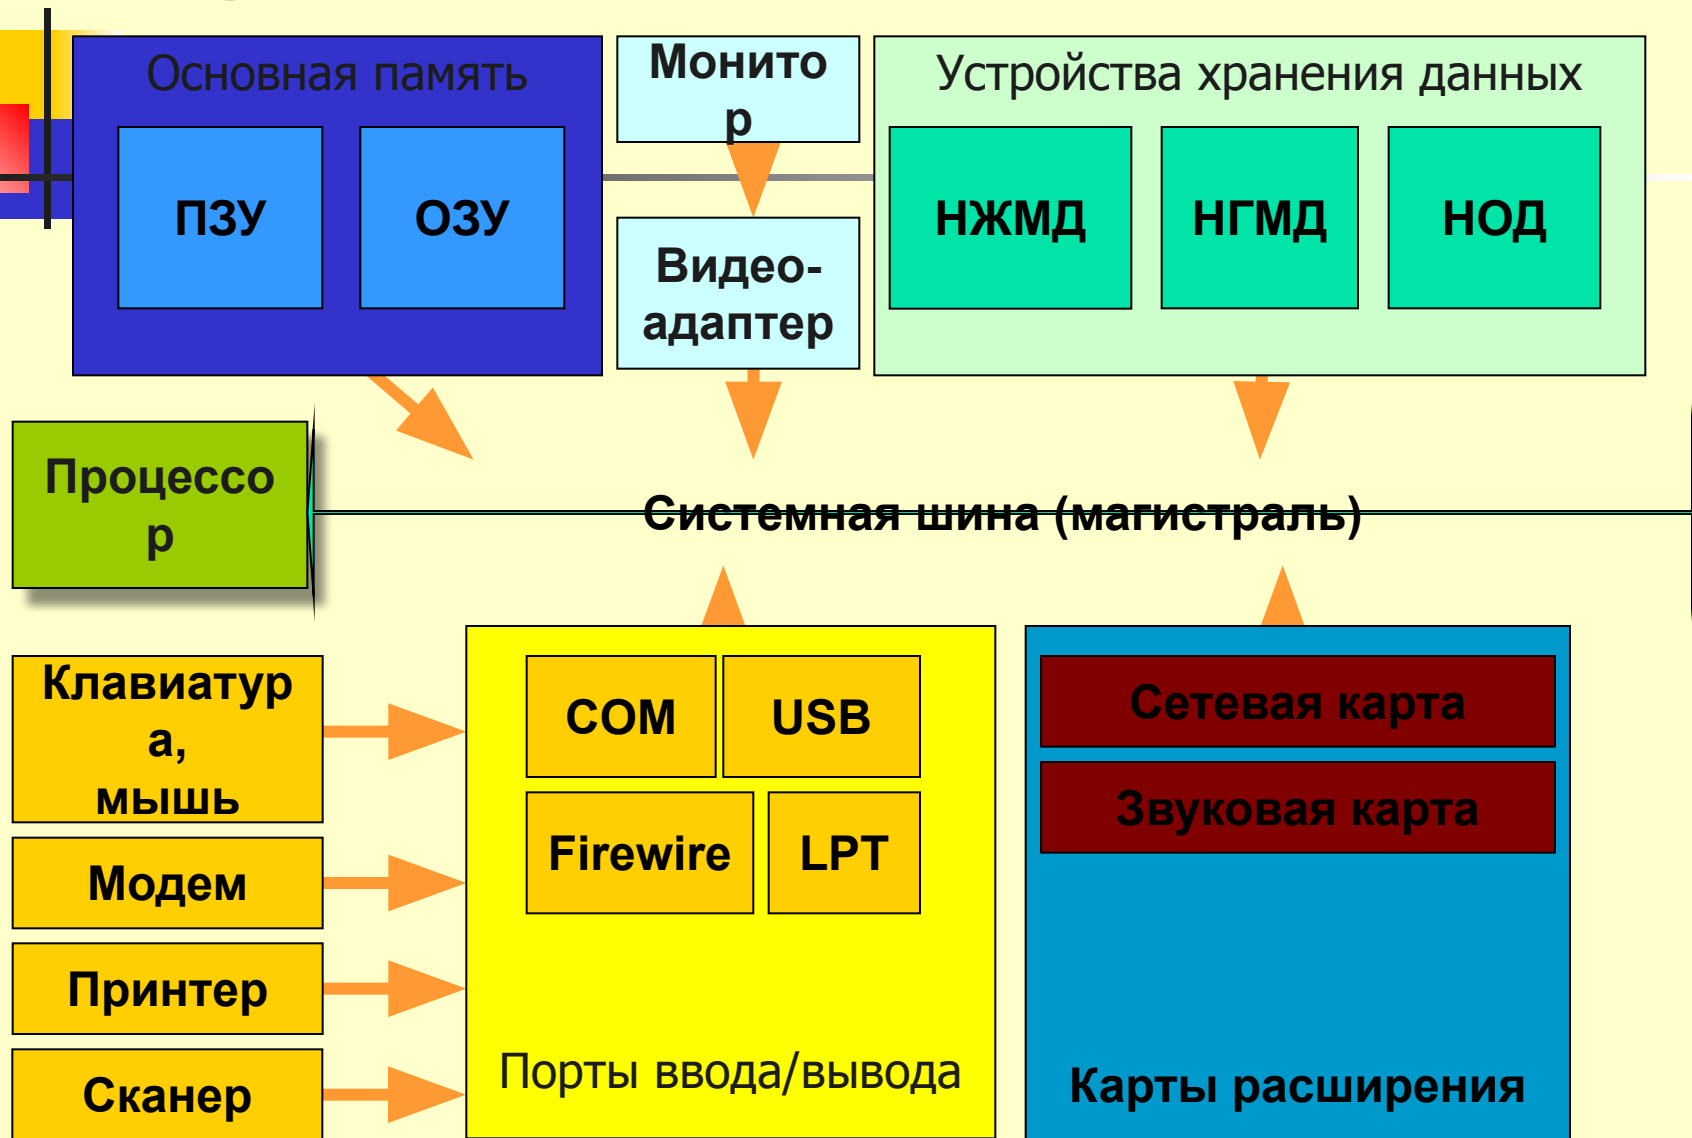 Основная память
ПЗУ
ОЗУ
Монито
р
Видео-
адаптер
Устройства хранения данных
НЖМД
НГМД
НОД
Процессо
р
Системная шина (магистраль)
Клавиатур
а,
мышь
Модем
Принтер
Сканер
COM
USB
Firewire
LPT
Порты ввода/вывода
Сетевая карта
Звуковая карта
Карты расширения